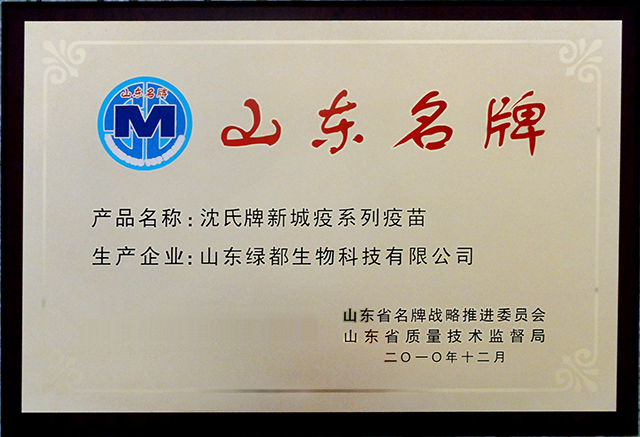 山东名牌
M
山东名牌
产品名称:沈氏牌新城疫系列疫苗
生产企业:山东绿都生物科技有限公司
山东省名牌战略推进委员会
山东省质量技术监督局
二〇一〇年十二月